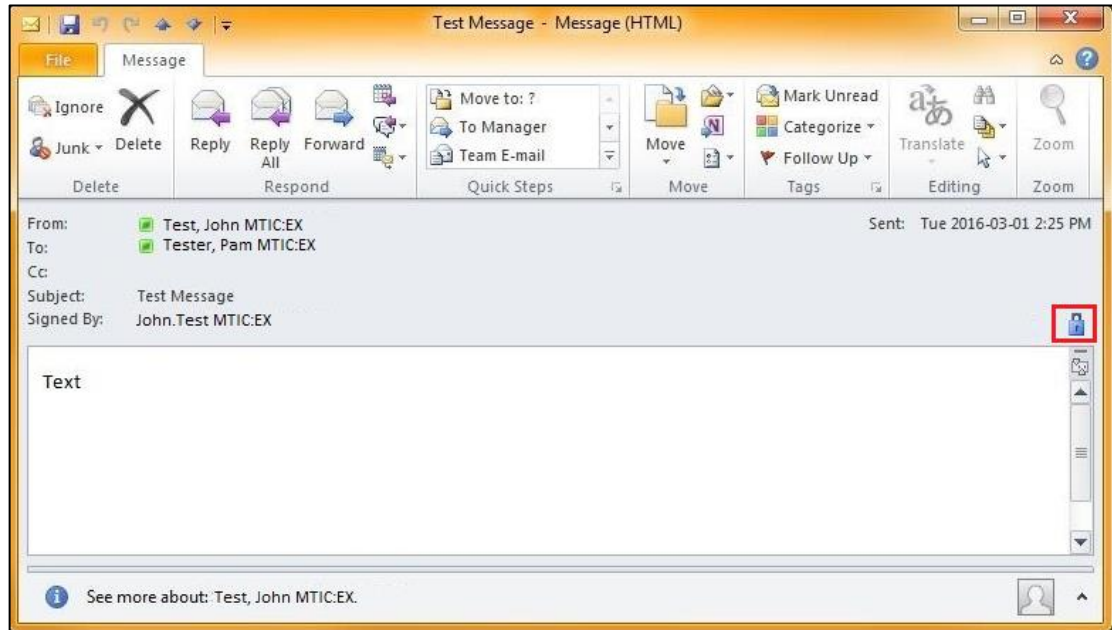 Test Message - Message (HTML)
File Message
Ignore
Junk
Delete
Reply
Reply All
Forward
Move to: ?
To Manager
Team E-mail
Move
Mark Unread
Categorize
Follow Up
Translate
Zoom
Delete Respond Quick Steps Move Tags Editing Zoom
From: Test, John MTIC:EX Sent: Tue 2016-03-01 2:25 PM
To: Tester, Pam MTIC:EX
Cc:
Subject: Test Message
Signed By: John.Test MTIC:EX
Text
See more about: Test, John MTIC:EX.